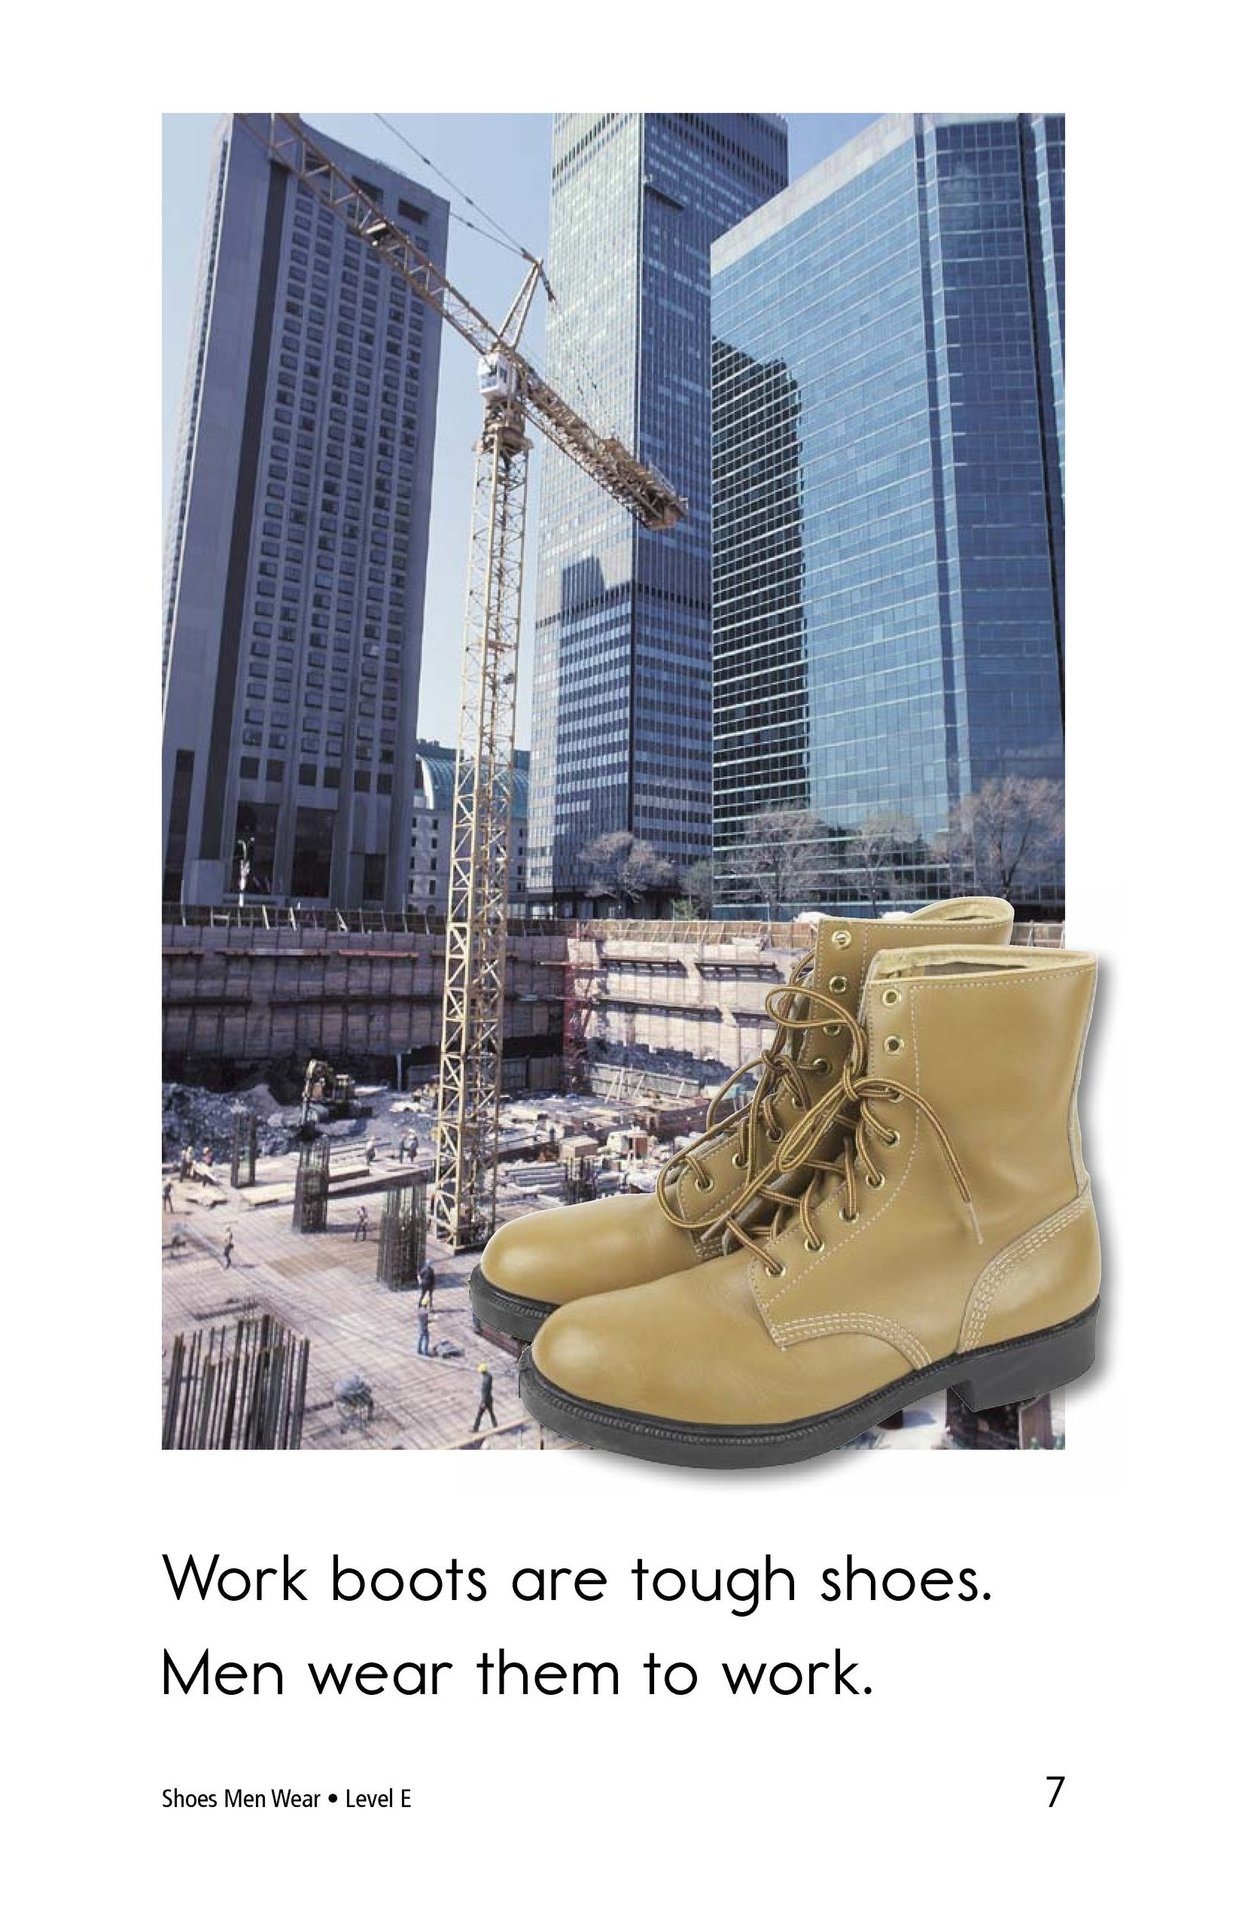 Work boots are tough shoes.
Men wear them to work.
Shoes Men Wear • Level E
7